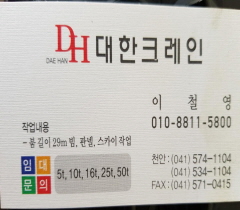 DH 대한크레인
DAE HAN
이 철 영
010-8811-5800
작업내용
- 붐 길이 29m 빔, 판넬, 스카이 작업
임대문의
5t, 10t, 16t, 25t, 50t
천안: (041) 574-1104
(041) 534-1104
FAX: (041) 571-0415